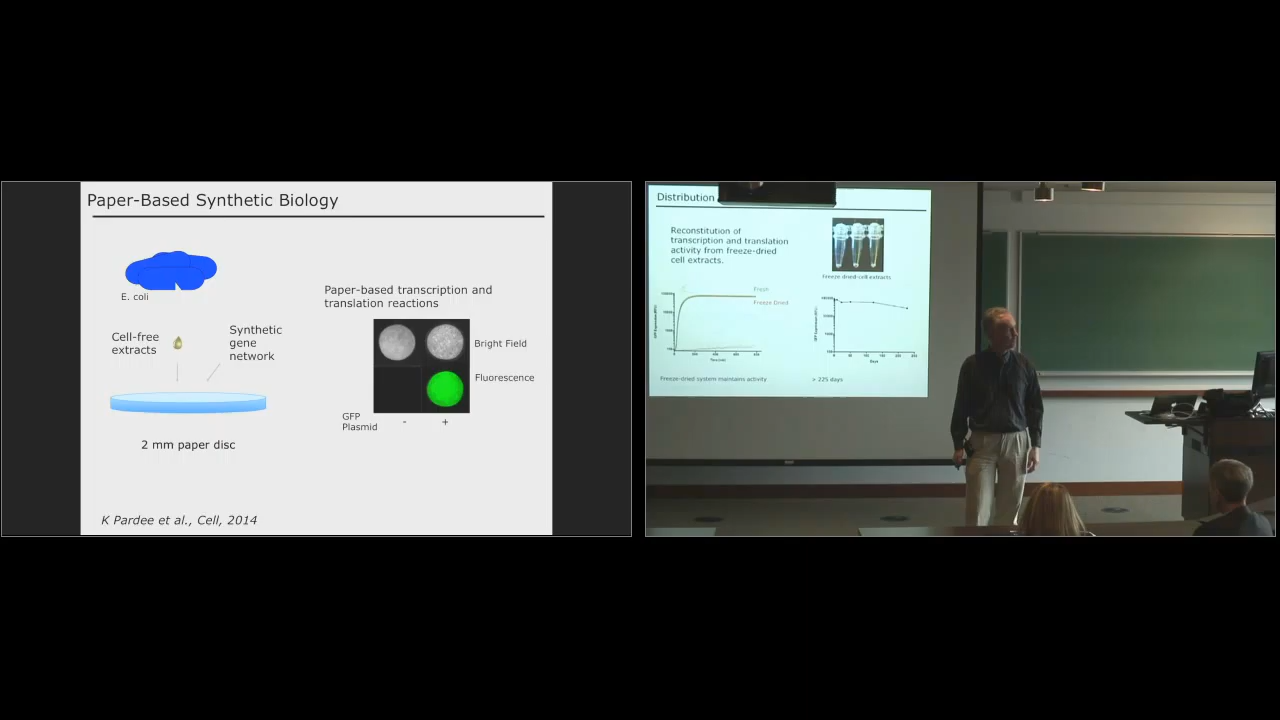 Paper-Based Synthetic Biology
E. coli
Cell-free
extracts
Synthetic
gene
network
2 mm paper disc
Paper-based transcription and
translation reactions
Bright Field
Fluorescence
GFP
Plasmid
-
+
K Pardee et al., Cell, 2014
Distribution
Reconstitution of
transcription and translation
activity from freeze-dried
cell extracts.
Freeze dried-cell extracts
Fresh
Freeze Dried
Time (min)
Days
Freeze-dried system maintains activity
> 225 days